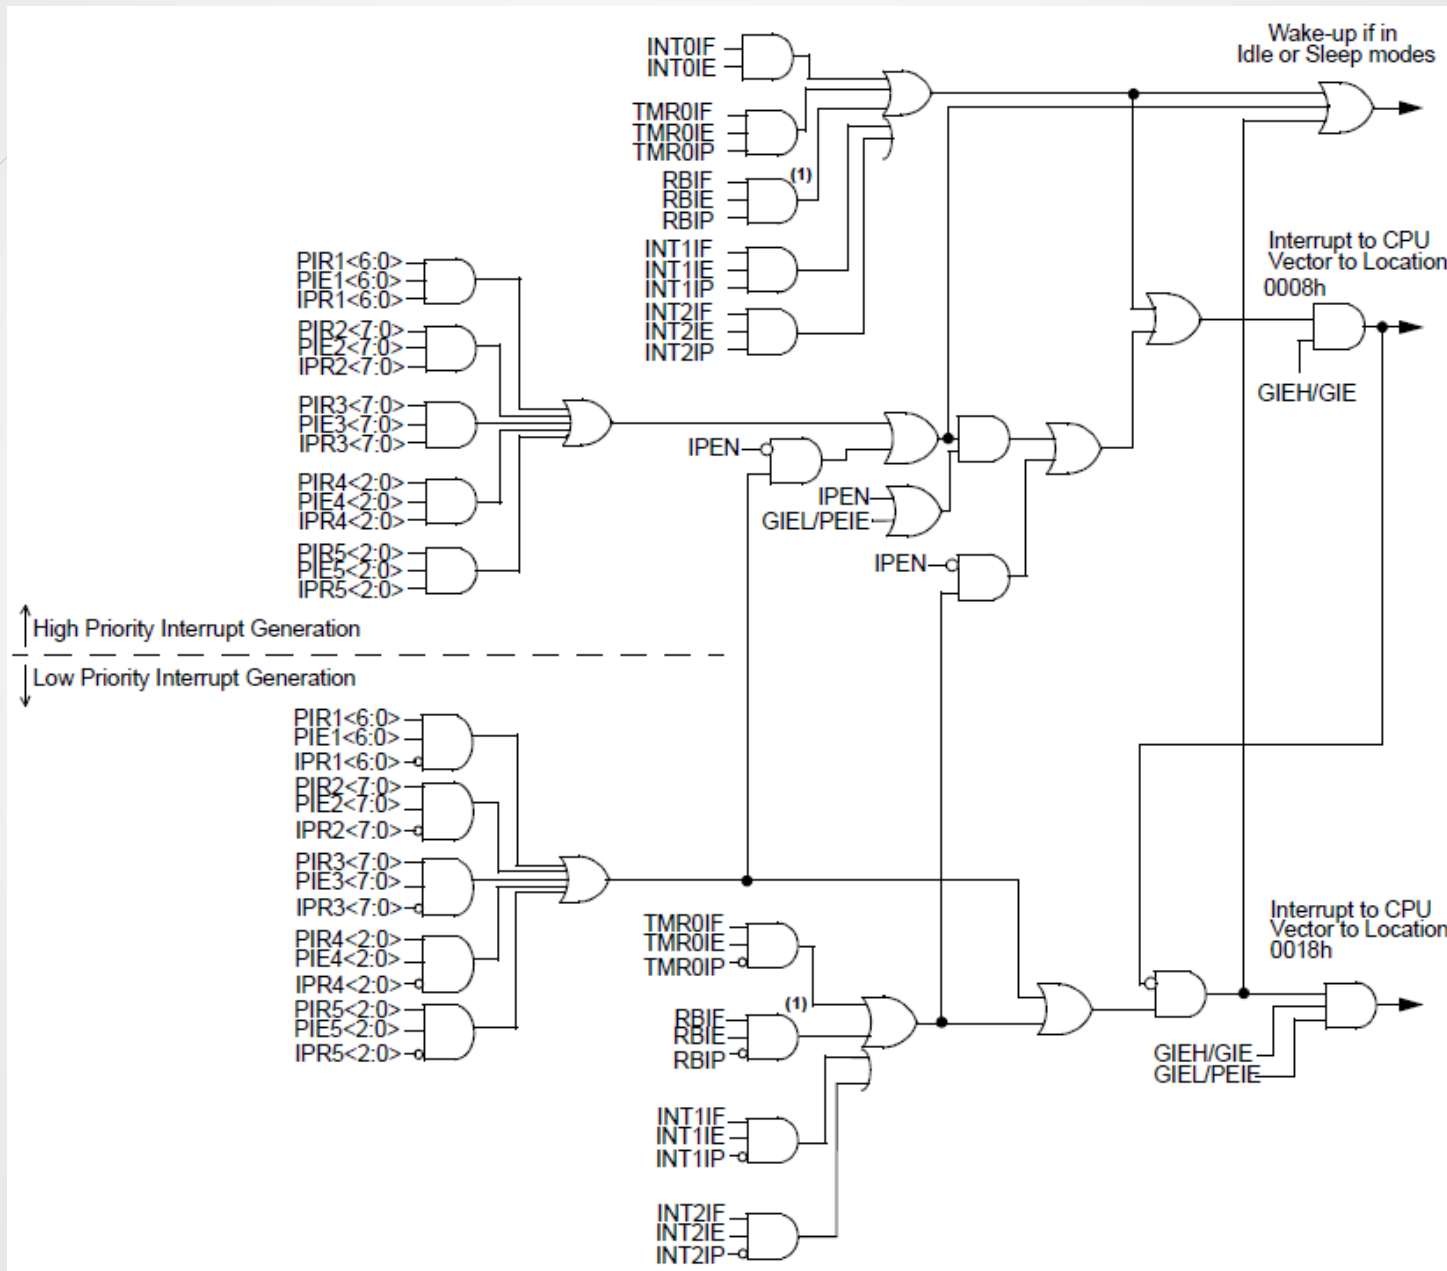 Wake-up if in
Idle or Sleep modes
INT0IF
INT0IE
TMR0IF
TMR0IE
TMR0IP
(1)
RBIF
RBIE
RBIP
INT1IF
INT1IE
INT1IP
INT2IF
INT2IE
INT2IP
Interrupt to CPU
Vector to Location
0008h
GIEH/GIE
PIR1<6:0>
PIE1<6:0>
IPR1<6:0>
PIR2<7:0>
PIE2<7:0>
IPR2<7:0>
PIR3<7:0>
PIE3<7:0>
IPR3<7:0>
PIR4<2:0>
PIE4<2:0>
IPR4<2:0>
PIR5<2:0>
PIE5<2:0>
IPR5<2:0>
IPEN
IPEN
GIEL/PEIE
IPEN
High Priority Interrupt Generation
Low Priority Interrupt Generation
PIR1<6:0>
PIE1<6:0>
IPR1<6:0>
PIR2<7:0>
PIE2<7:0>
IPR2<7:0>
PIR3<7:0>
PIE3<7:0>
IPR3<7:0>
PIR4<2:0>
PIE4<2:0>
IPR4<2:0>
PIR5<2:0>
PIE5<2:0>
IPR5<2:0>
TMR0IF
TMR0IE
TMR0IP
(1)
RBIF
RBIE
RBIP
INT1IF
INT1IE
INT1IP
INT2IF
INT2IE
INT2IP
Interrupt to CPU
Vector to Location
0018h
GIEH/GIE
GIEL/PEIE